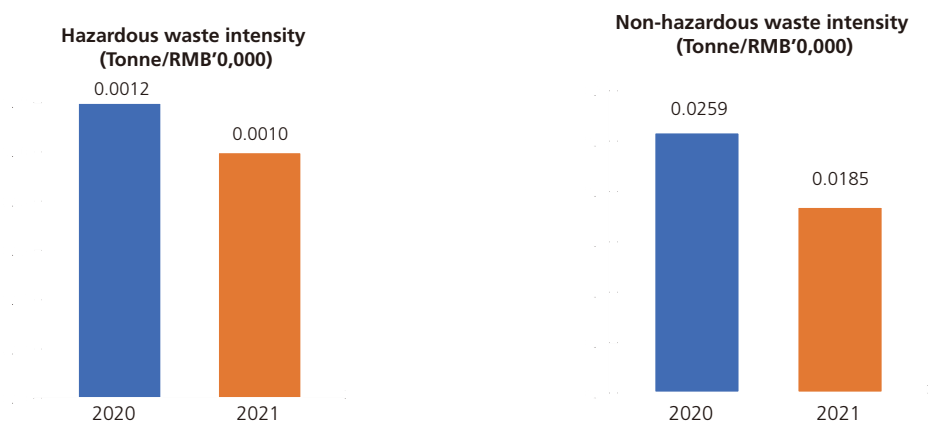 Hazardous waste intensity
(Tonne/RMB'0,000)
0.0012
0.0010
2020
2021
Non-hazardous waste intensity
(Tonne/RMB'0,000)
0.0259
0.0185
2020
2021